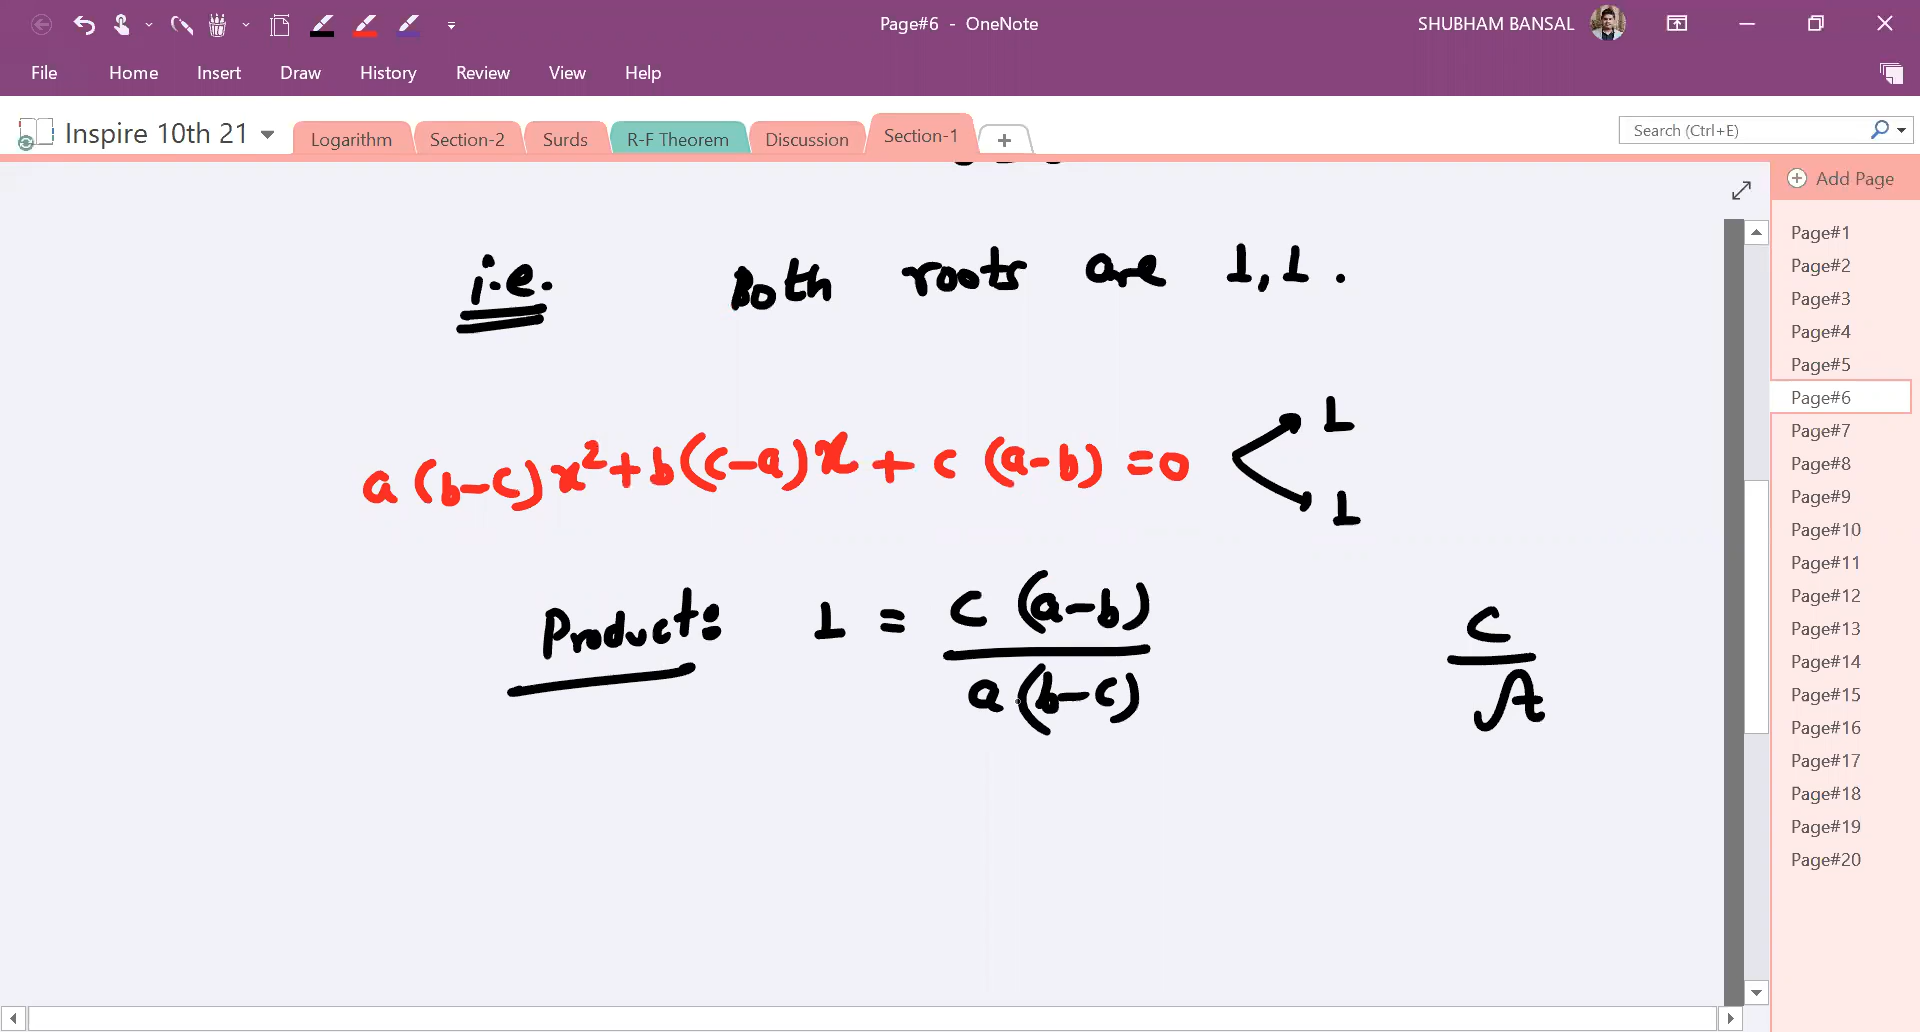 Page#6 - OneNote
SHUBHAM BANSAL
File Home Insert Draw History Review View Help
Inspire 10th 21
Logarithm Section-2 Surds R-F Theorem Discussion Section-1
Search (Ctrl+E)
Add Page
i.e. Both roots are 1,1.
a(b-c)x²+b(c-a)x+c(a-b)=0
1
1
Product: 1 = c(a-b)/a(b-c)
C/A
Page#1
Page#2
Page#3
Page#4
Page#5
Page#6
Page#7
Page#8
Page#9
Page#10
Page#11
Page#12
Page#13
Page#14
Page#15
Page#16
Page#17
Page#18
Page#19
Page#20